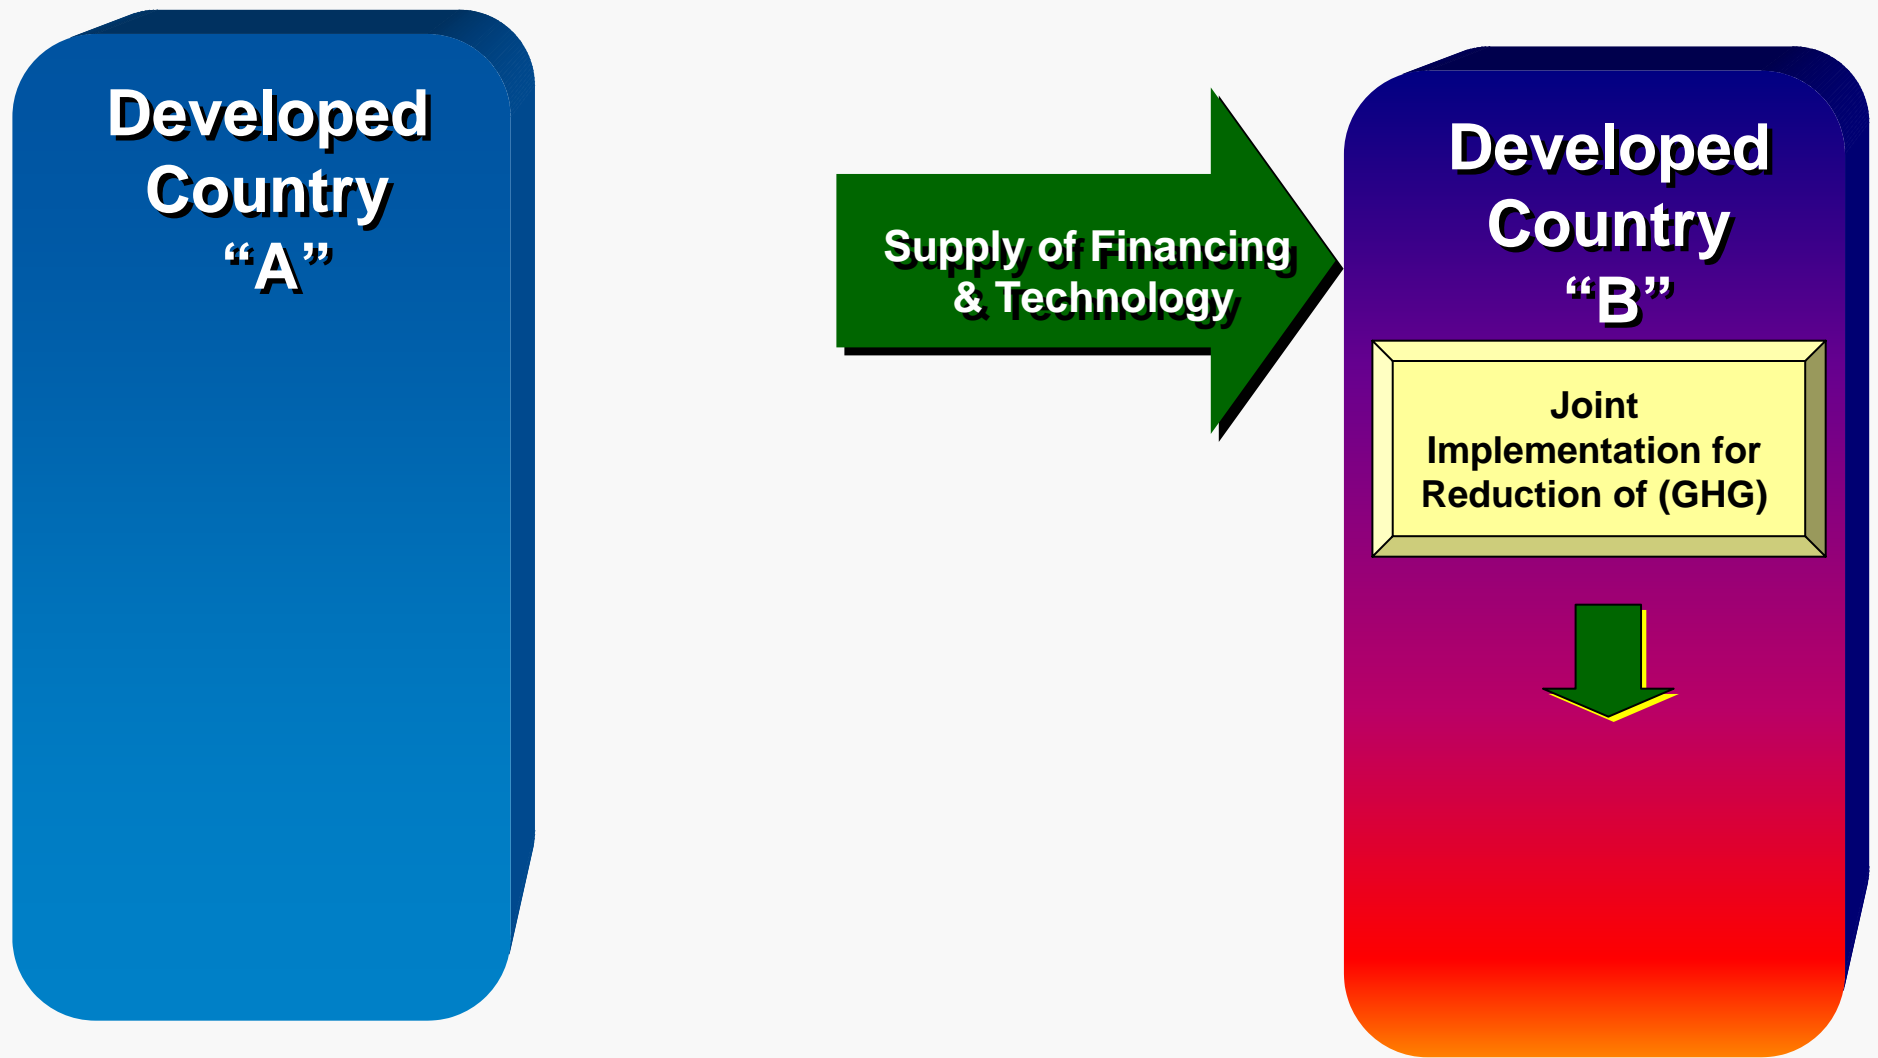 Developed
Country
“A”
Supply of Financing
& Technology
Developed
Country
“B”
Joint
Implementation for
Reduction of (GHG)